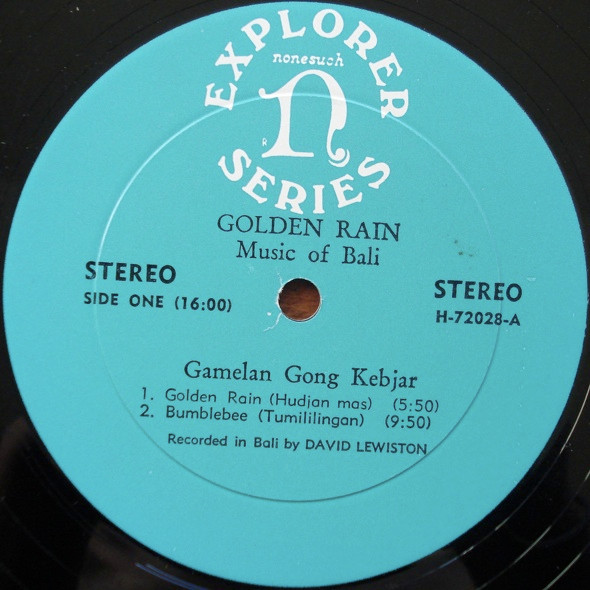 EXPLORER
nonesuch
n
R
SERIES
GOLDEN RAIN
Music of Bali
STEREO
SIDE ONE (16:00)
STEREO
H-72028-A
Gamelan Gong Kebjar
1. Golden Rain (Hudjan mas) (5:50)
2. Bumblebee (Tumililingan) (9:50)
Recorded in Bali by DAVID LEWISTON